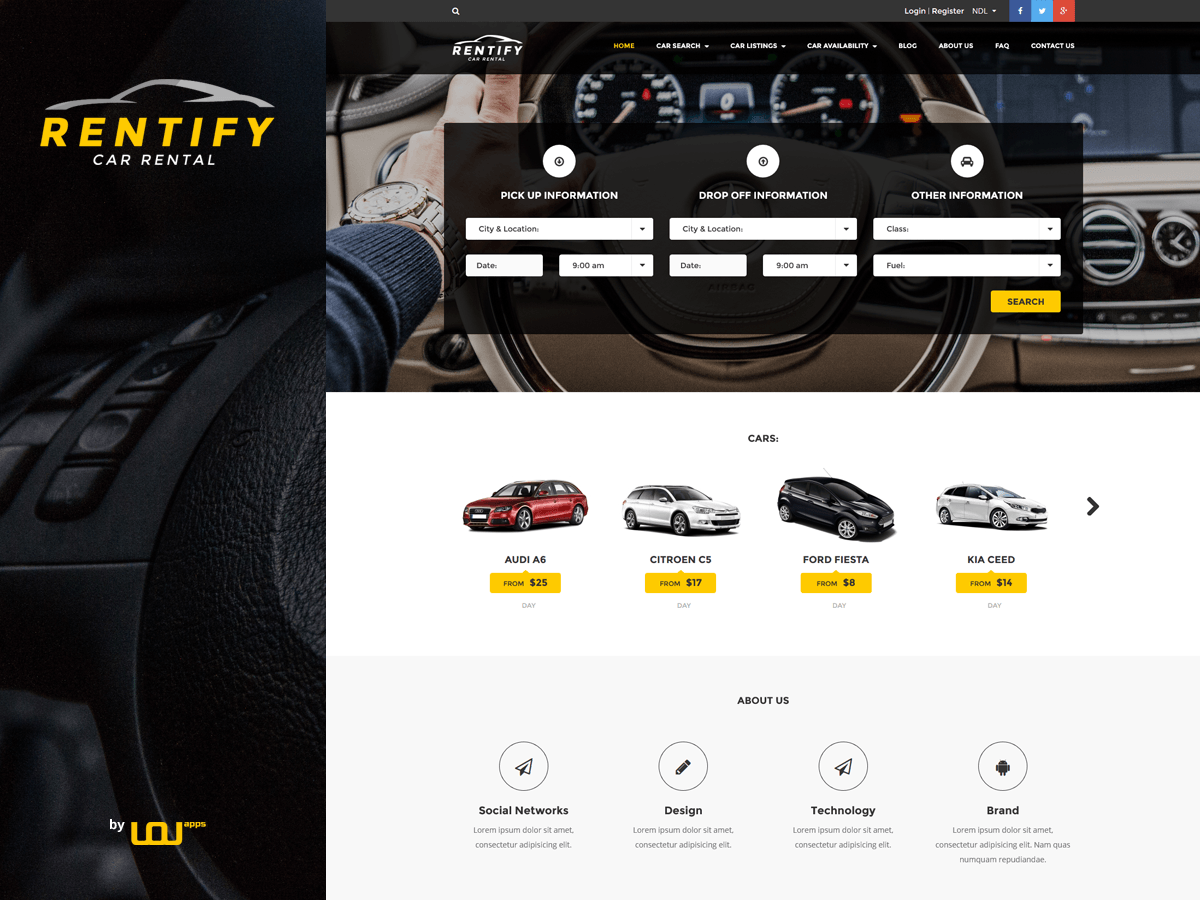 RENTIFY
CAR RENTAL
by LOU apps
Login | Register NDL
RENTIFY
CAR RENTAL
HOME CAR SEARCH CAR LISTINGS CAR AVAILABILITY BLOG ABOUT US FAQ CONTACT US
PICK UP INFORMATION DROP OFF INFORMATION OTHER INFORMATION
City & Location: City & Location: Class:
Date: 9:00 am Date: 9:00 am Fuel:
SEARCH
AIRBAG
CARS:
AUDI A6 CITROEN C5 FORD FIESTA KIA CEED
FROM $25 FROM $17 FROM $8 FROM $14
DAY DAY DAY DAY
ABOUT US
Social Networks Design Technology Brand
Lorem ipsum dolor sit amet, Lorem ipsum dolor sit amet, Lorem ipsum dolor sit amet, Lorem ipsum dolor sit amet,
consectetur adipisicing elit. consectetur adipisicing elit. consectetur adipisicing elit. consectetur adipisicing elit. Nam quas
numquam repudiandae.